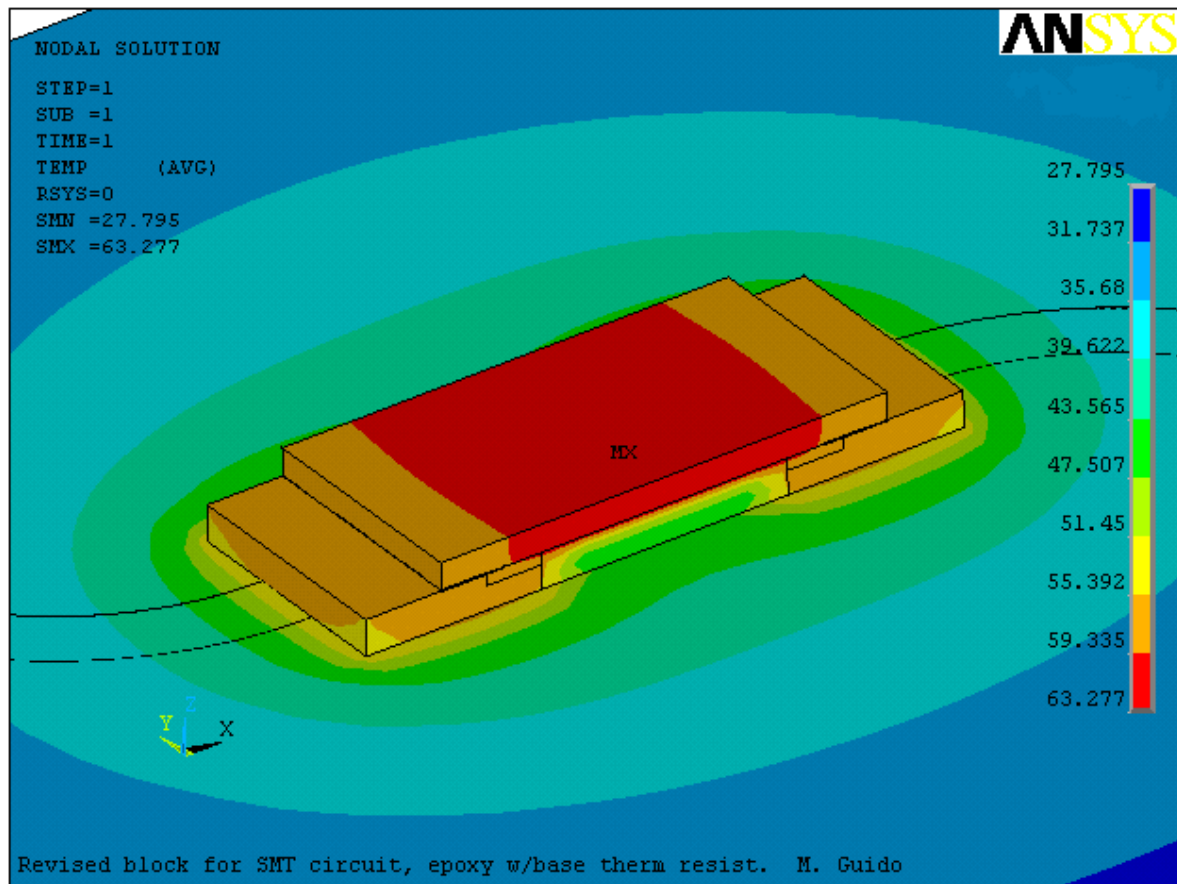 NODAL SOLUTION
STEP=1
SUB =1
TIME=1
TEMP (AVG)
RSYS=0
SMN =27.795
SMX =63.277
ANSYS
27.795
31.737
35.68
39.622
43.565
47.507
51.45
55.392
59.335
63.277
MX
Z
Y
X
Revised block for SMT circuit, epoxy w/base therm resist. M. Guido